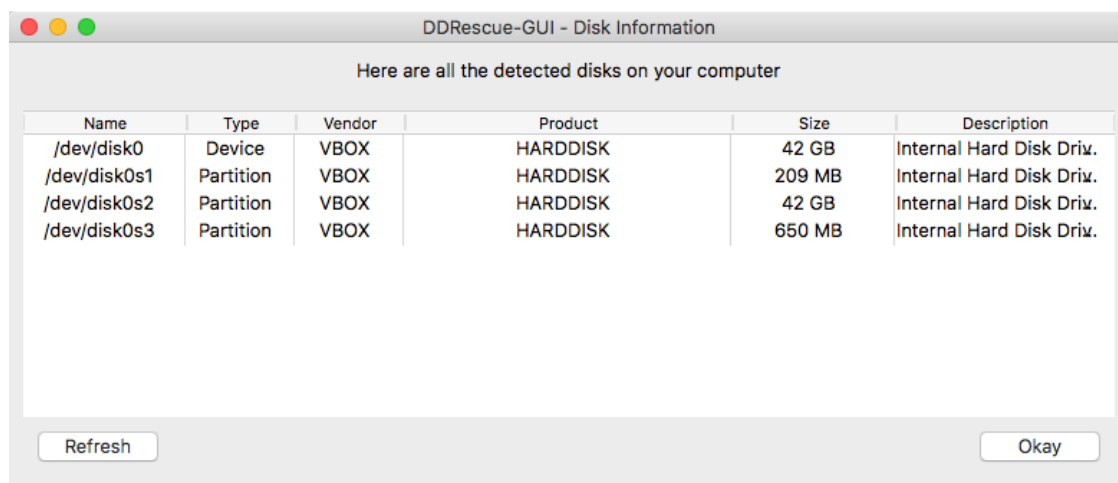 DDRescue-GUI - Disk Information
Here are all the detected disks on your computer
Name Type Vendor Product Size Description
/dev/disk0 Device VBOX HARDDISK 42 GB Internal Hard Disk Driv.
/dev/disk0s1 Partition VBOX HARDDISK 209 MB Internal Hard Disk Driv.
/dev/disk0s2 Partition VBOX HARDDISK 42 GB Internal Hard Disk Driv.
/dev/disk0s3 Partition VBOX HARDDISK 650 MB Internal Hard Disk Driv.
Refresh Okay